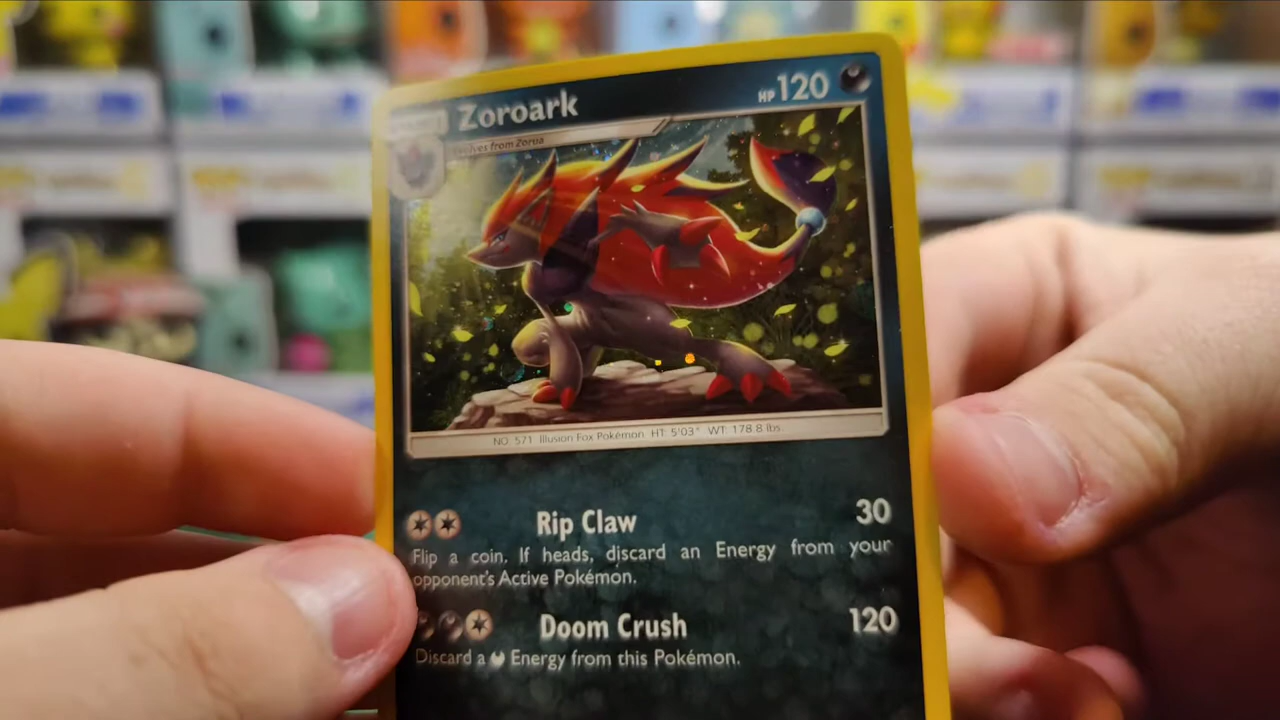 Zoroark HP 120
Evolves from Zorua
NO. 571 Illusion Fox Pokémon HT: 5'03" WT: 178.8 lbs.
Rip Claw 30
Flip a coin. If heads, discard an Energy from your
opponent's Active Pokémon.
Doom Crush 120
Discard a Energy from this Pokémon.